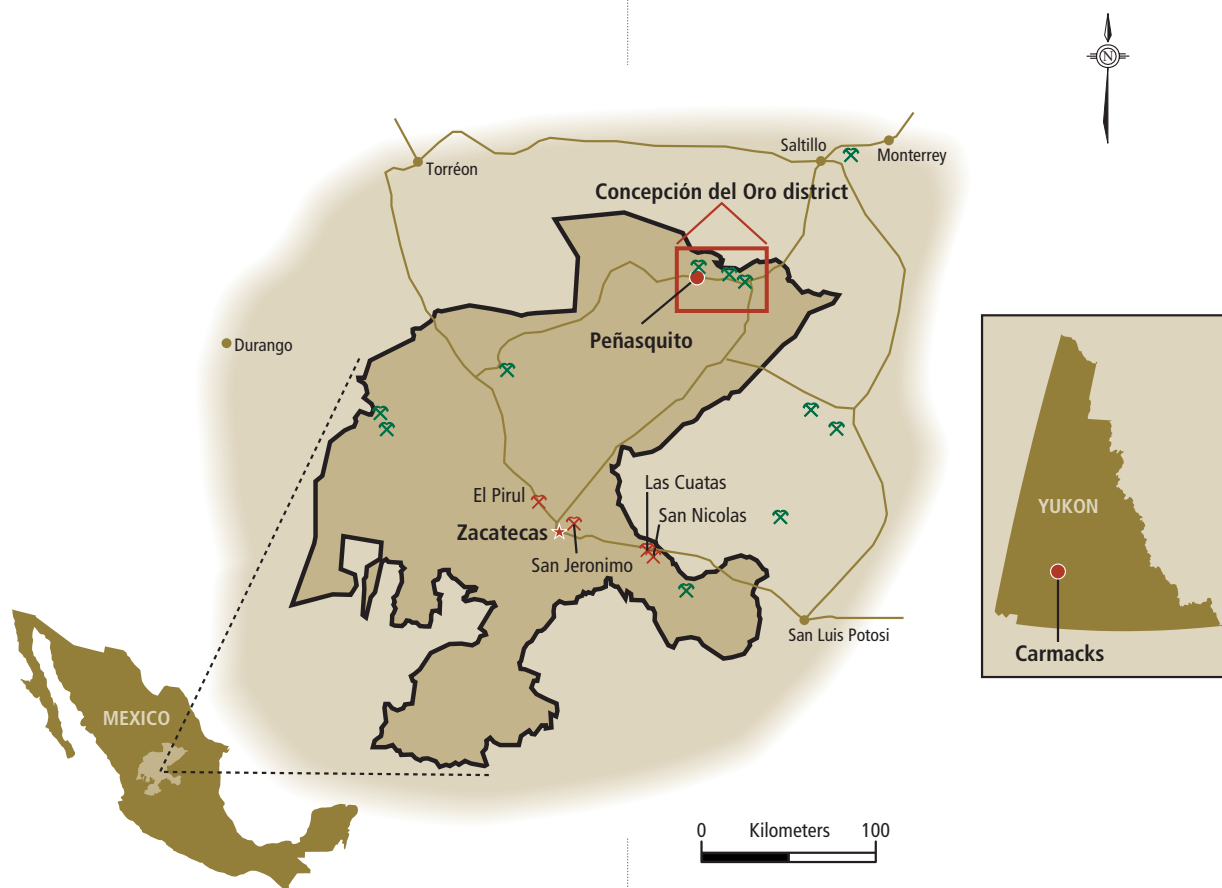 N
Saltillo
Monterrey
Torréon
Concepción del Oro district
Peñasquito
Durango
El Pirul
Las Cuatas
San Nicolas
Zacatecas
San Jeronimo
San Luis Potosi
YUKON
Carmacks
MEXICO
0 Kilometers 100